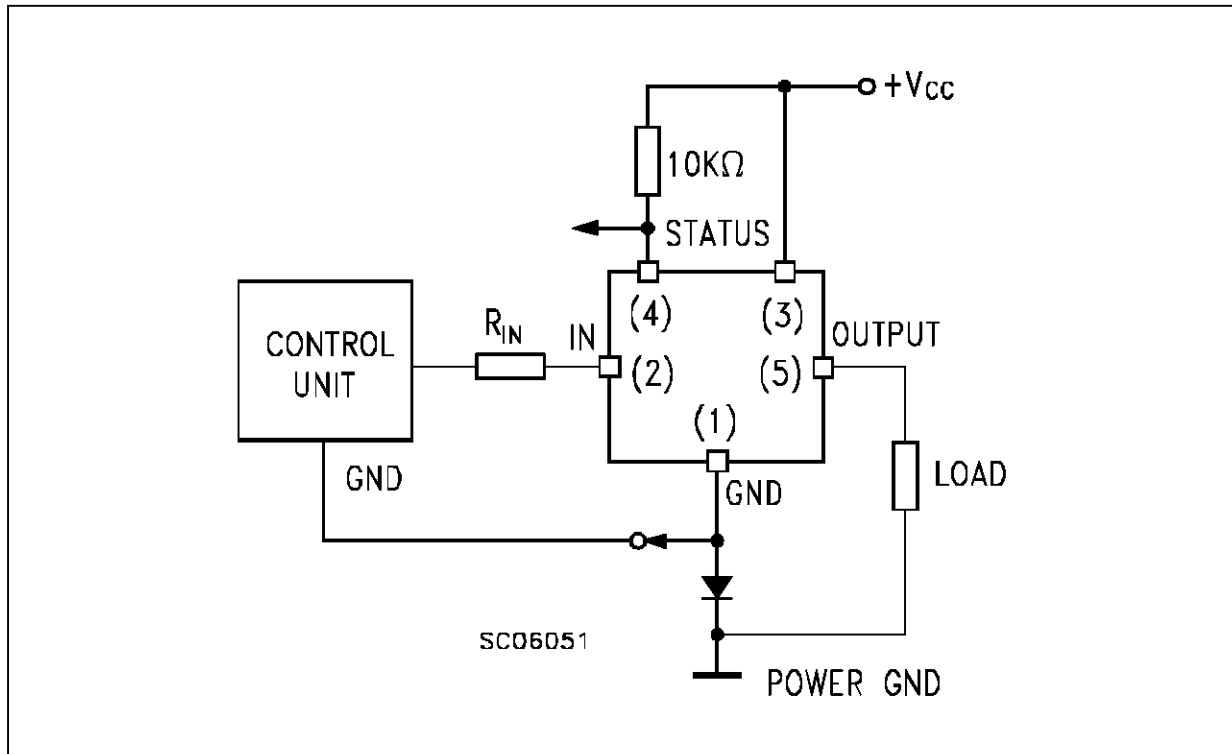 +VCC
10KΩ
STATUS
(4)
(3)
CONTROL
UNIT
RIN
IN
(2)
OUTPUT
(5)
(1)
GND
GND
LOAD
SC06051
POWER GND